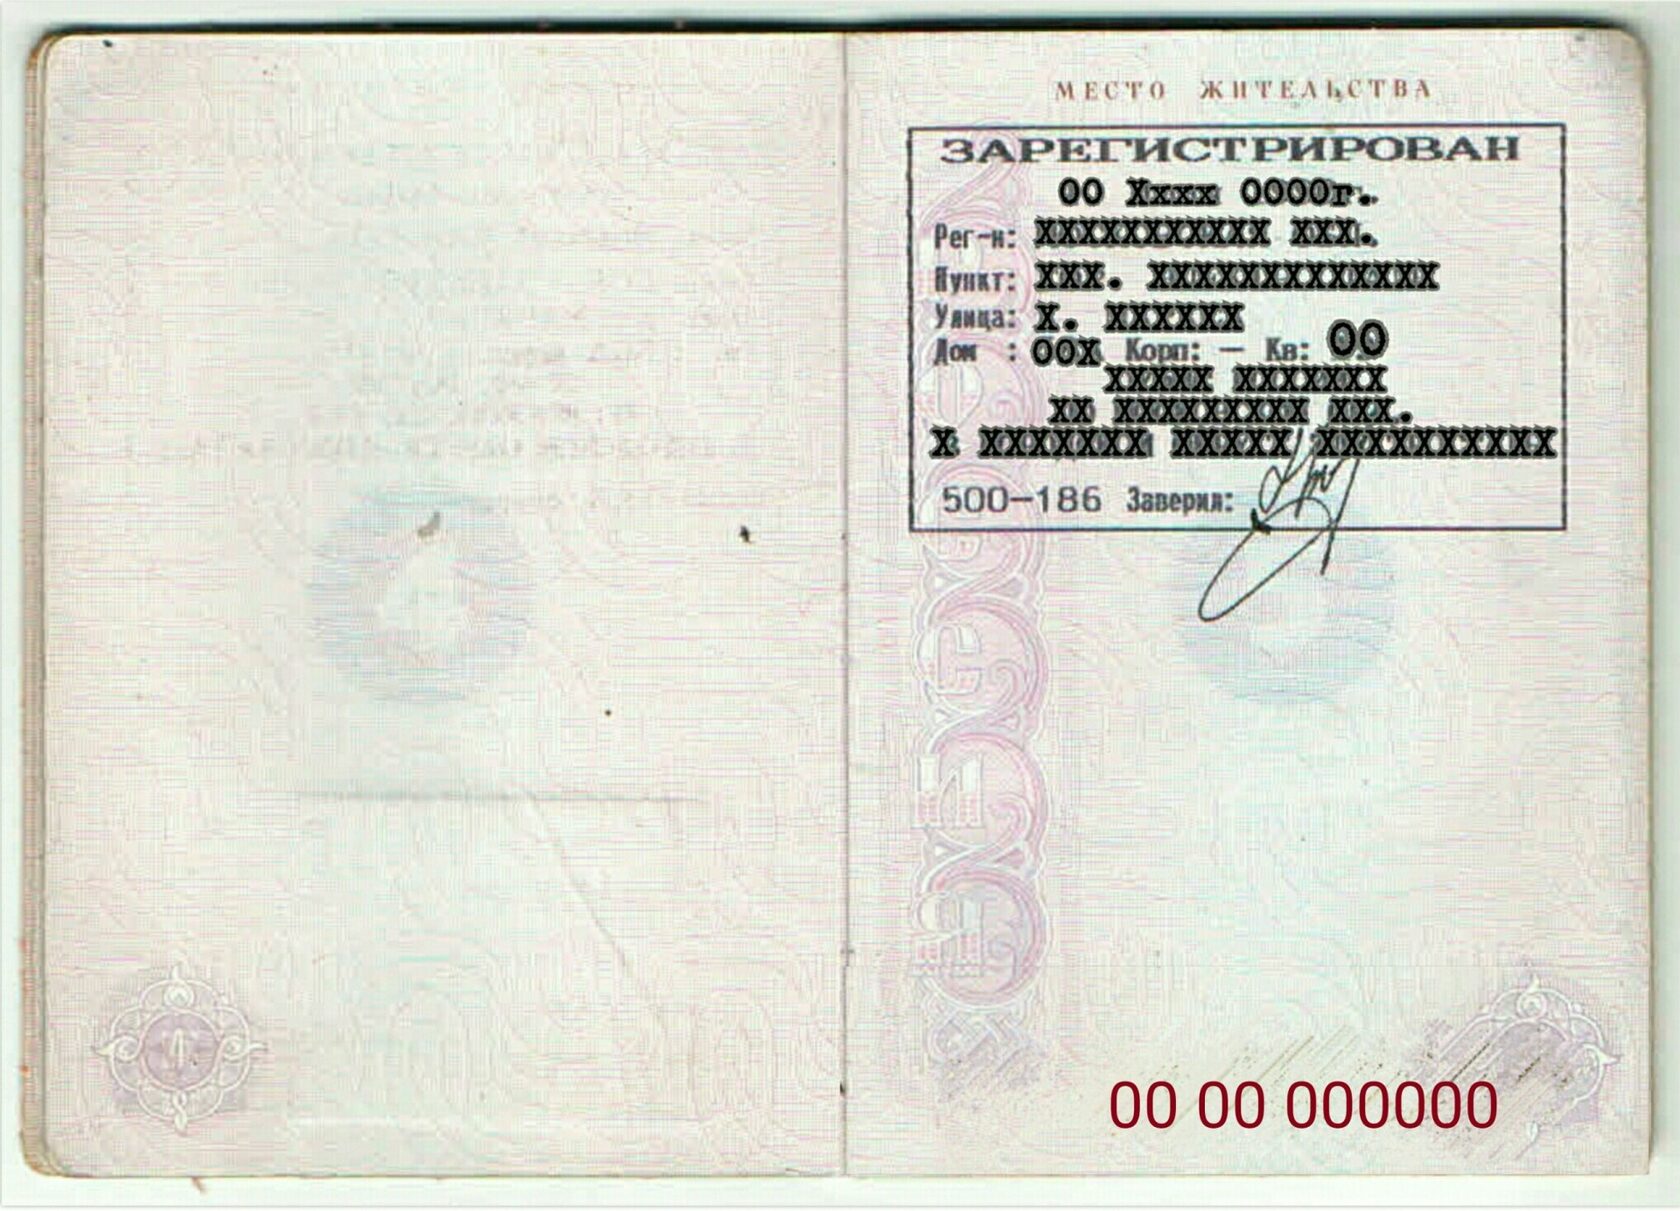 МЕСТО ЖИТЕЛЬСТВА
ЗАРЕГИСТРИРОВАН
00 Xxxx 0000г.
Рег-н: XXXXXXXXXXX XXX.
Пункт: XXX. XXXXXXXXXXXXX
Улица: X. XXXXXX
Дом : 00X Корп: — Кв: 00
XXXXX XXXXXXX
XX XXXXXXXXX XXX.
X XXXXXXX XXXXX XXXXXXXXXX
500-186 Заверил:
РОССИЯ
00 00 000000